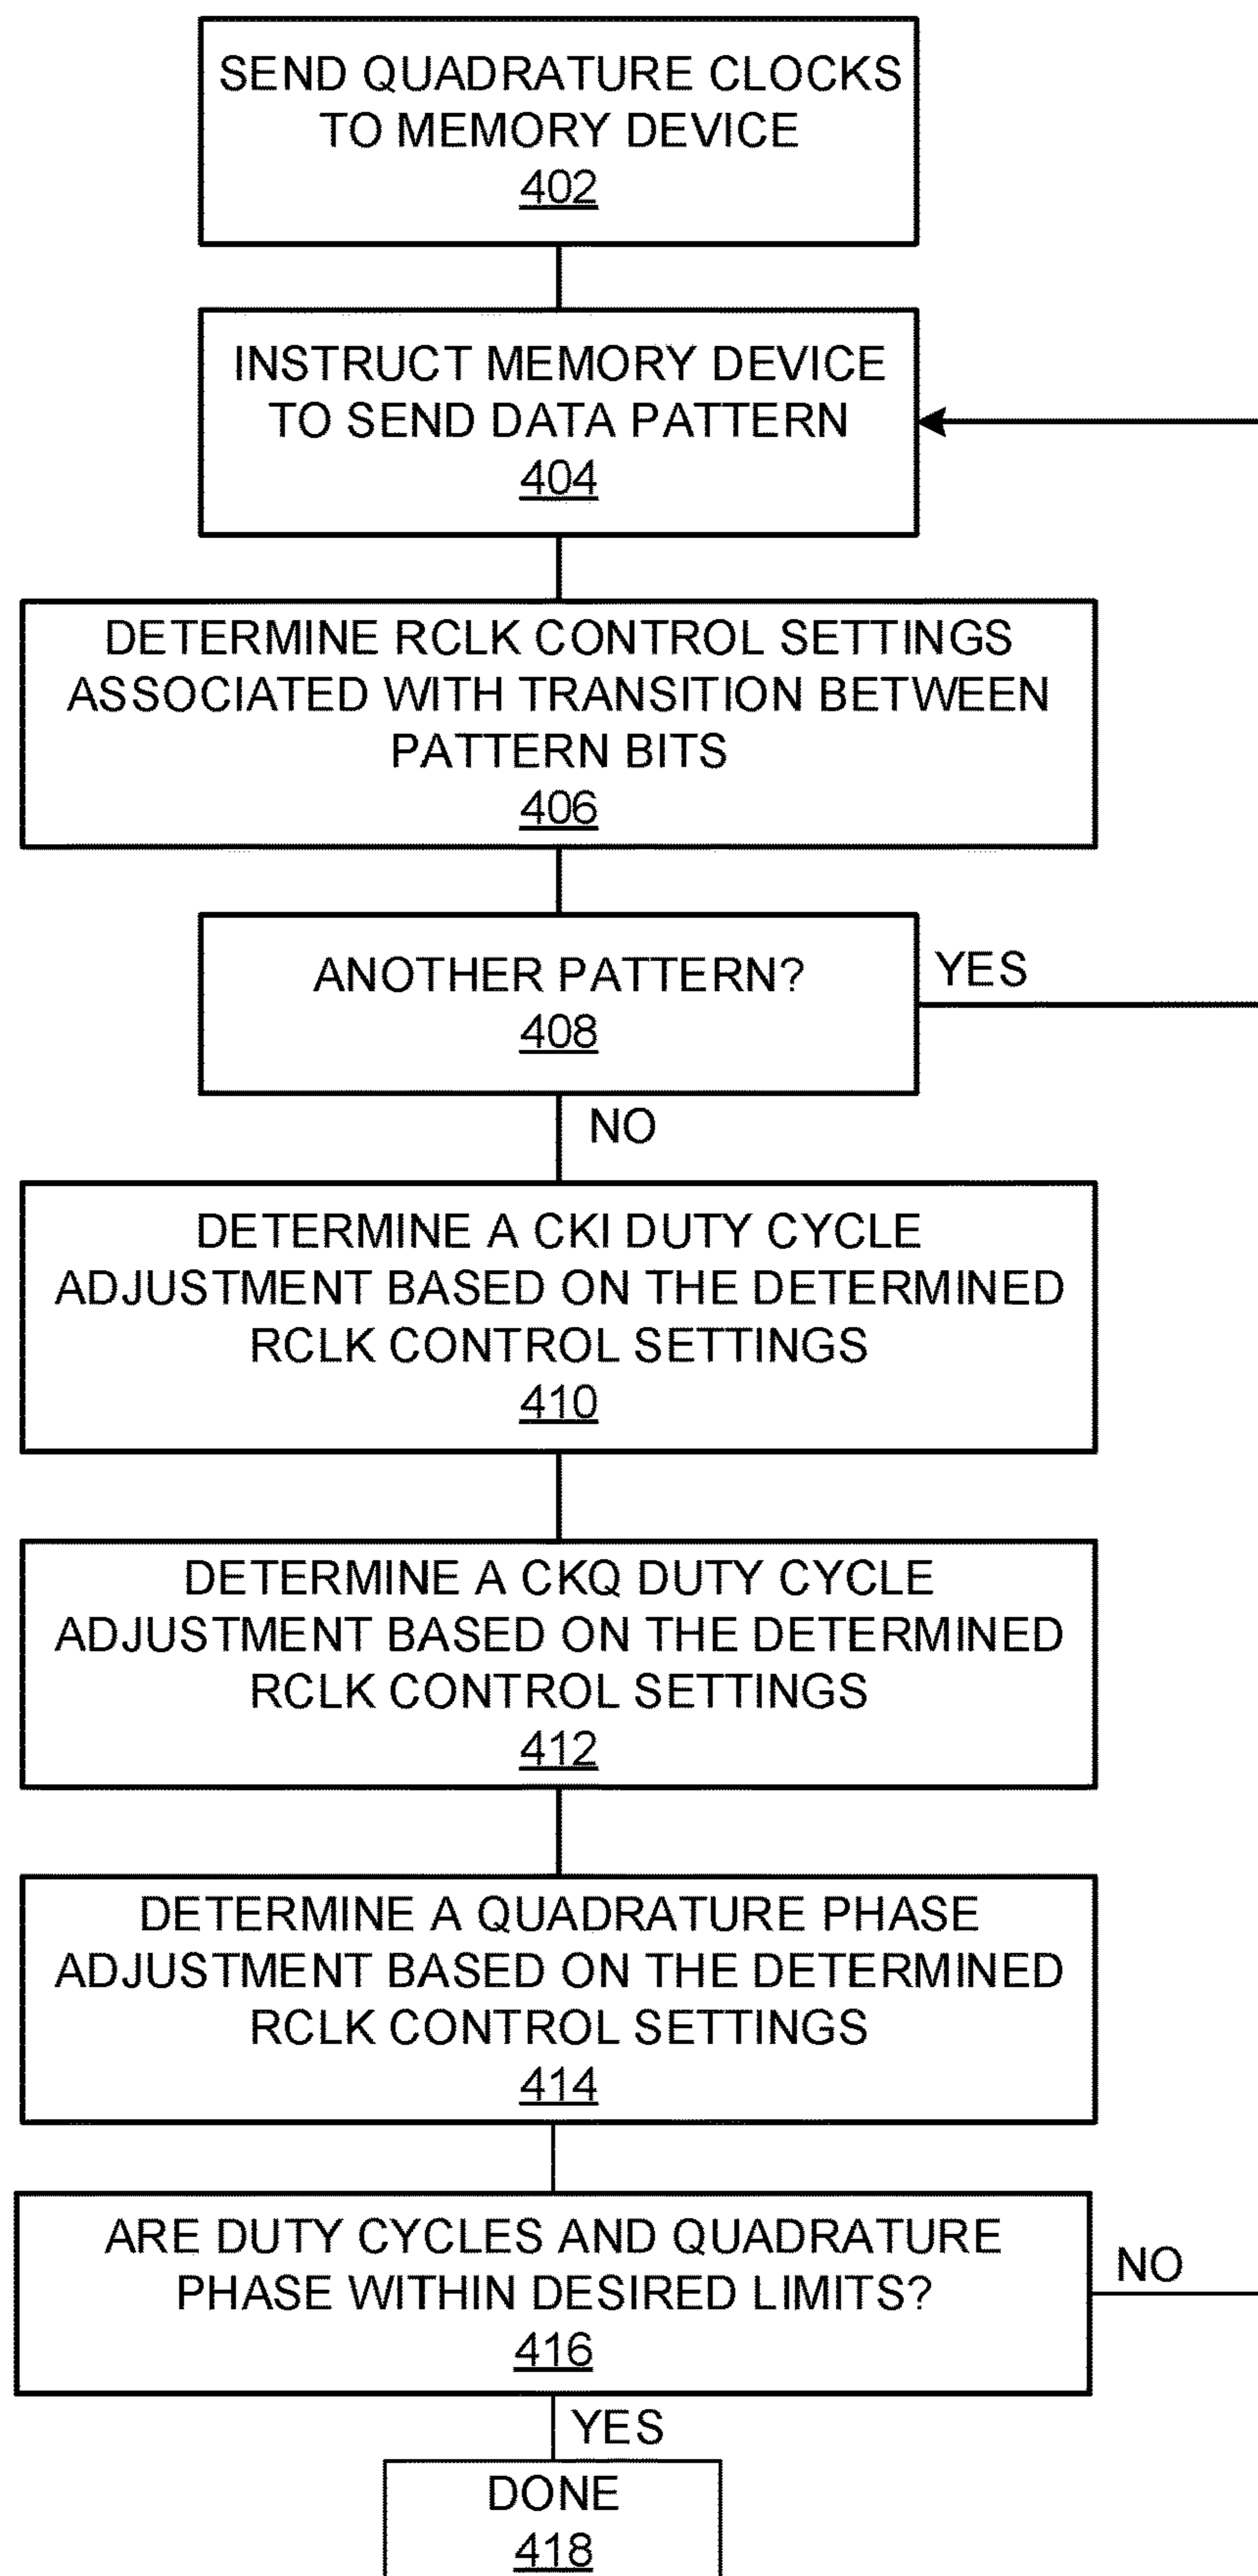 SEND QUADRATURE CLOCKS
TO MEMORY DEVICE
402
INSTRUCT MEMORY DEVICE
TO SEND DATA PATTERN
404
DETERMINE RCLK CONTROL SETTINGS
ASSOCIATED WITH TRANSITION BETWEEN
PATTERN BITS
406
ANOTHER PATTERN?
408
YES
NO
DETERMINE A CKI DUTY CYCLE
ADJUSTMENT BASED ON THE DETERMINED
RCLK CONTROL SETTINGS
410
DETERMINE A CKQ DUTY CYCLE
ADJUSTMENT BASED ON THE DETERMINED
RCLK CONTROL SETTINGS
412
DETERMINE A QUADRATURE PHASE
ADJUSTMENT BASED ON THE DETERMINED
RCLK CONTROL SETTINGS
414
ARE DUTY CYCLES AND QUADRATURE
PHASE WITHIN DESIRED LIMITS?
416
NO
YES
DONE
418